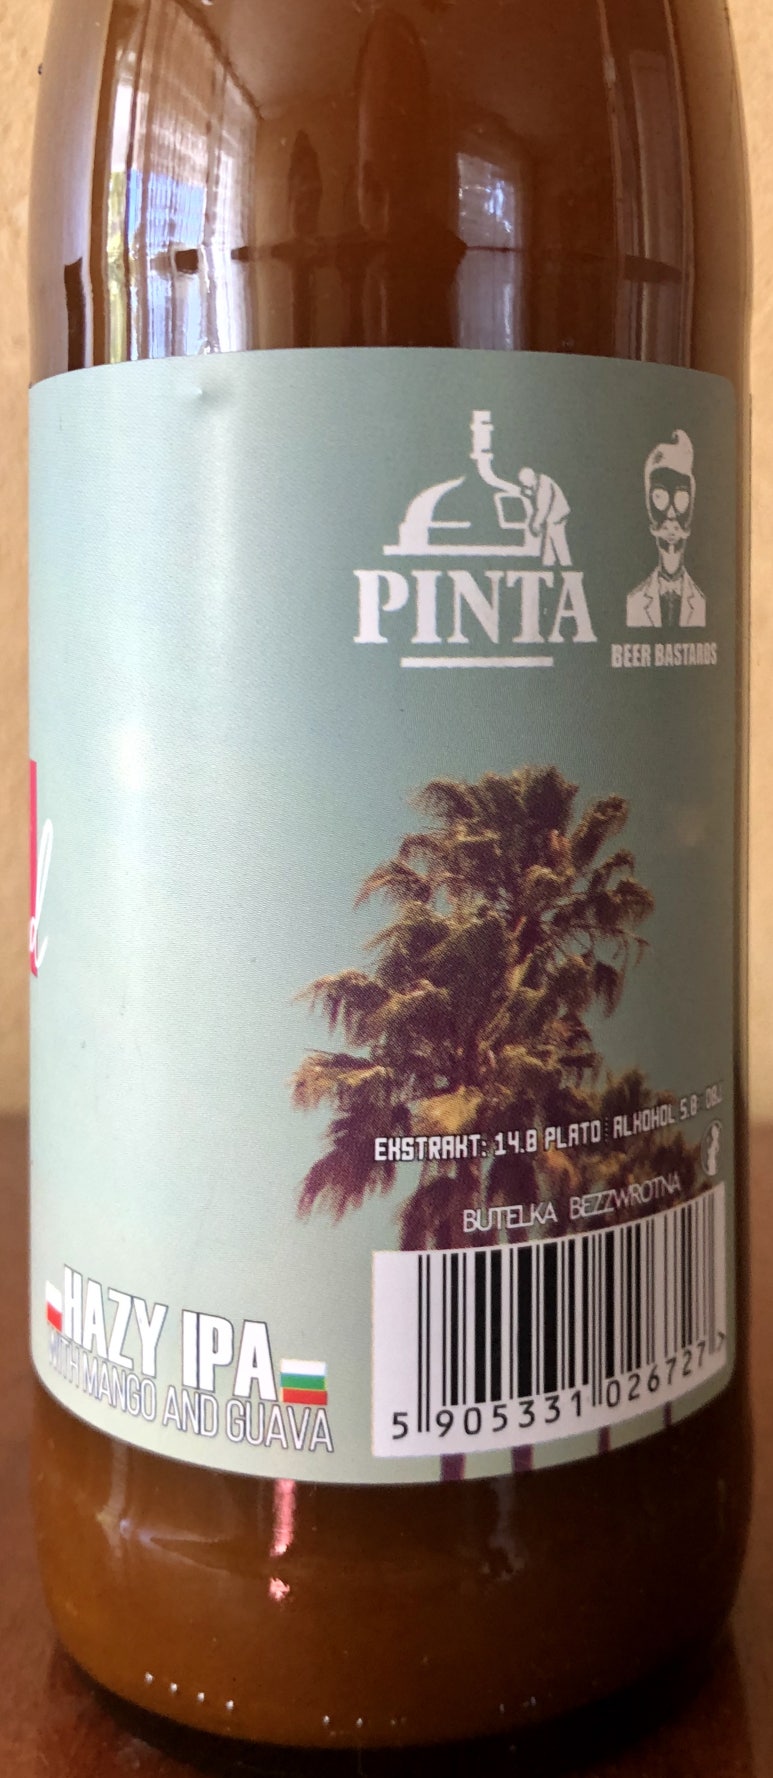 PINTA
BEER BASTARDS
d
EKSTRAKT: 14.8 PLATO ALKOHOL 5.8 OBJ.
BUTELKA BEZZWROTNA
HAZY IPA
WITH MANGO AND GUAVA
5 905331 026727 >